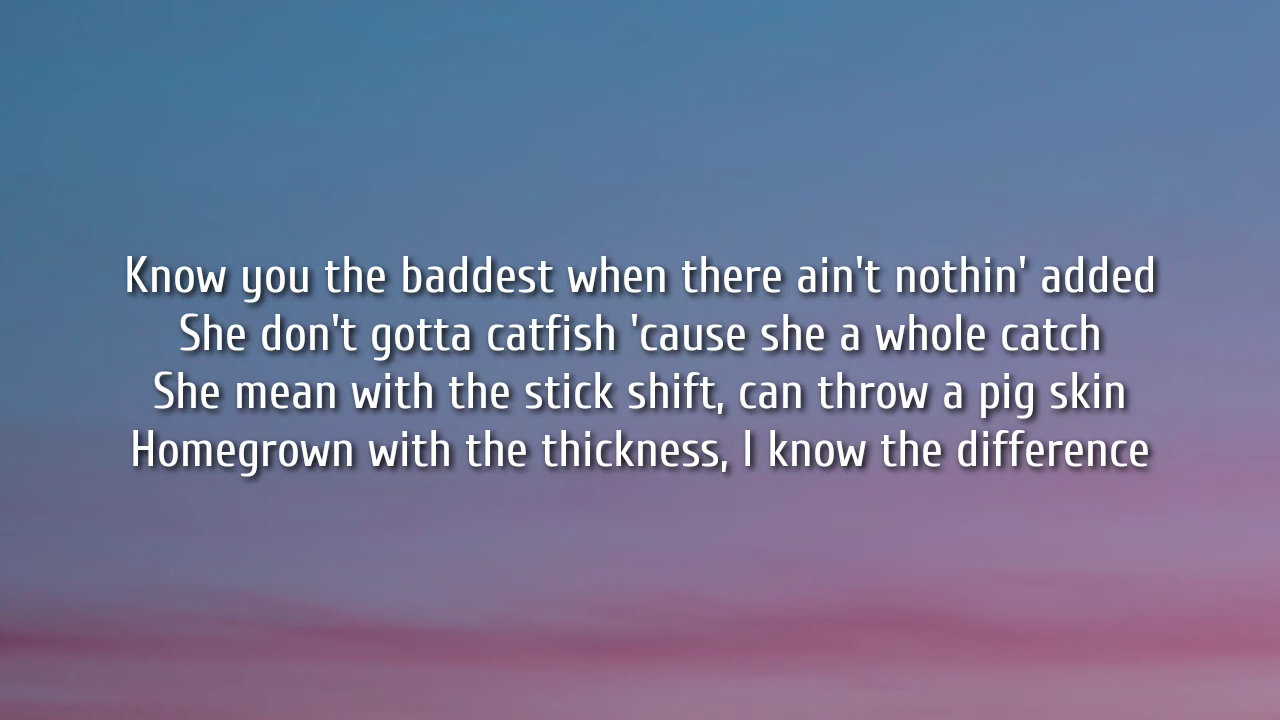 Know you the baddest when there ain't nothin' added
She don't gotta catfish 'cause she a whole catch
She mean with the stick shift, can throw a pig skin
Homegrown with the thickness, I know the difference